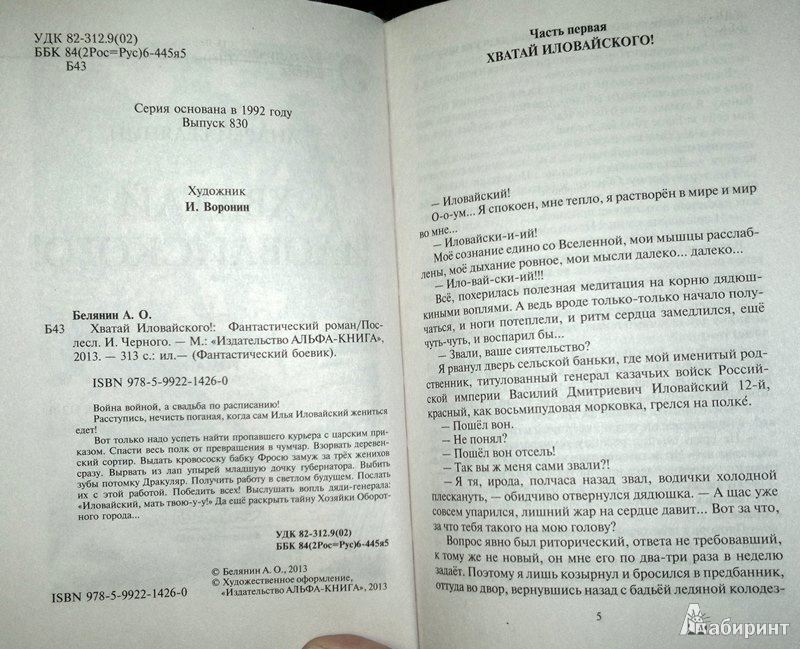 УДК 82-312.9(02)
ББК 84(2Рос=Рус)6-445я5
Б43
Серия основана в 1992 году
Выпуск 830
Художник
И. Воронин
Белянин А. О.
Б43 Хватай Иловайского!: Фантастический роман/Пос-
лесл. И. Черного. — М.: «Издательство АЛЬФА-КНИГА»,
2013. — 313 с.: ил.— (Фантастический боевик).
ISBN 978-5-9922-1426-0
Война войной, а свадьба по расписанию!
Расступись, нечисть поганая, когда сам Илья Иловайский жениться
едет!
Вот только надо успеть найти пропавшего курьера с царским при-
казом. Спасти весь полк от превращения в чумчар. Взорвать деревен-
ский сортир. Выдать кровососку бабку Фросю замуж за трёх женихов
сразу. Вырвать из лап упырей младшую дочку губернатора. Выбить
зубы потомку Дракулы. Получить работу в светлом будущем. Послать
их с этой работой. Победить всех! Выслушать вопль дяди-генерала:
«Иловайский, мать твою-у-у!» Да ещё раскрыть тайну Хозяйки Оборот-
ного города...
УДК 82-312.9(02)
ББК 84(2Рос=Рус)6-445я5
© Белянин А. О., 2013
© Художественное оформление,
«Издательство АЛЬФА-КНИГА», 2013
ISBN 978-5-9922-1426-0
Часть первая
ХВАТАЙ ИЛОВАЙСКОГО!
— Иловайский!
О-о-ум... Я спокоен, мне тепло, я растворён в мире и мир
во мне...
— Иловайски-и-ий!
Моё сознание едино со Вселенной, мои мышцы расслаб-
лены, моё дыхание ровное, мои мысли далеко... далеко...
— Ило-вай-ски-ий!!!
Всё, похерилась полезная медитация на корню дядюш-
киными воплями. А ведь вроде только-только начало полу-
чаться, и ноги потеплели, и ритм сердца замедлился, ещё
чуть-чуть, и воспарил бы...
— Звали, ваше сиятельство?
Я рванул дверь сельской баньки, где мой именитый род-
ственник, титулованный генерал казачьих войск Россий-
ской империи Василий Дмитриевич Иловайский 12-й,
красный, как восьмипудовая морковка, грелся на полке́.
— Пошёл вон.
— Не понял?
— Пошёл вон отсель!
— Так вы ж меня сами звали?!
— Я тя, ирода, полчаса назад звал, водички холодной
плескануть, — обидчиво отвернулся дядюшка. — А щас уже
совсем упарился, лишний жар на сердце давит... Вот за что,
за что тебя такого на мою голову?
Вопрос явно был риторический, ответа не требовавший,
к тому же не новый, он мне его по два-три раза в неделю
задаёт. Поэтому я лишь козырнул и бросился в предбанник,
оттуда во двор, вернувшись назад с бадьёй ледяной колодез-
5
Лабиринт